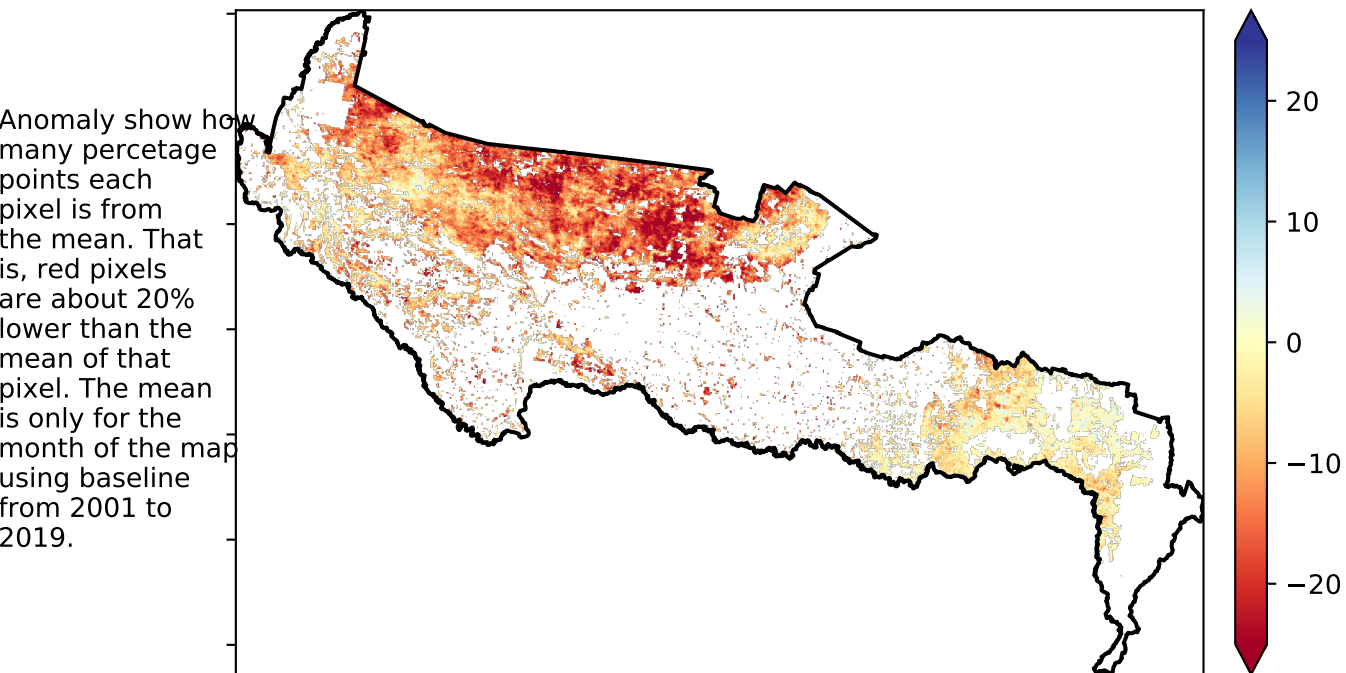 Anomaly show how
many percetage
points each
pixel is from
the mean. That
is, red pixels
are about 20%
lower than the
mean of that
pixel. The mean
is only for the
month of the map
using baseline
from 2001 to
2019.
20
10
0
−10
−20